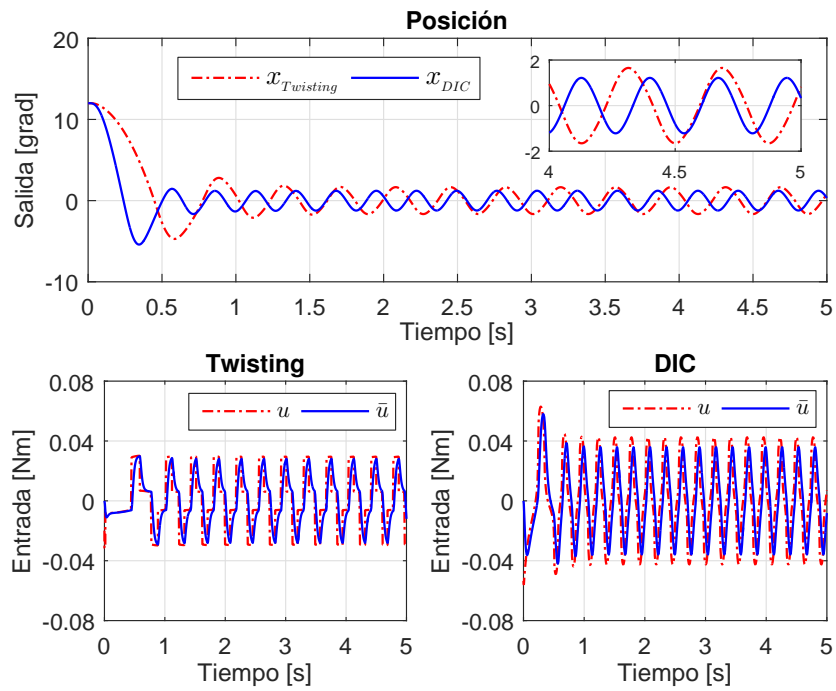 Posición
20
10
0
-10
Salida [grad]
x_Twisting x_DIC
2
0
-2
4 4.5 5
0 0.5 1 1.5 2 2.5 3 3.5 4 4.5 5
Tiempo [s]
Twisting
0.08
0.04
0
-0.04
-0.08
Entrada [Nm]
u ū
0 1 2 3 4 5
Tiempo [s]
DIC
0.08
0.04
0
-0.04
-0.08
Entrada [Nm]
u ū
0 1 2 3 4 5
Tiempo [s]